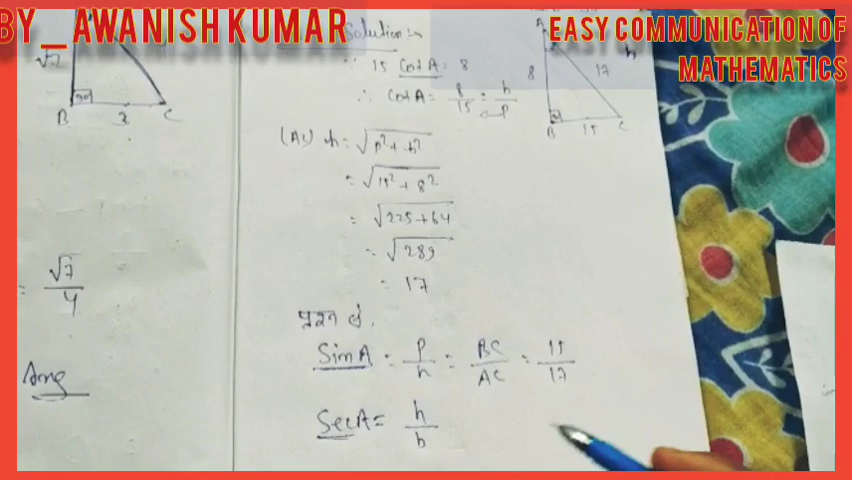 BY_ AWANISH KUMAR
EASY COMMUNICATION OF
MATHEMATICS
√7
B
C
= √7/4
Ans
Solution :-
∵ 15 Cot A = 8
∴ Cot A = 8/15 = b/p
(Ac) h = √p² + b²
= √15² + 8²
= √225 + 64
= √289
= 17
A
8
17
h
B
15
C
Sin A = P/h = BC/AC = 15/17
Sec A = h/b